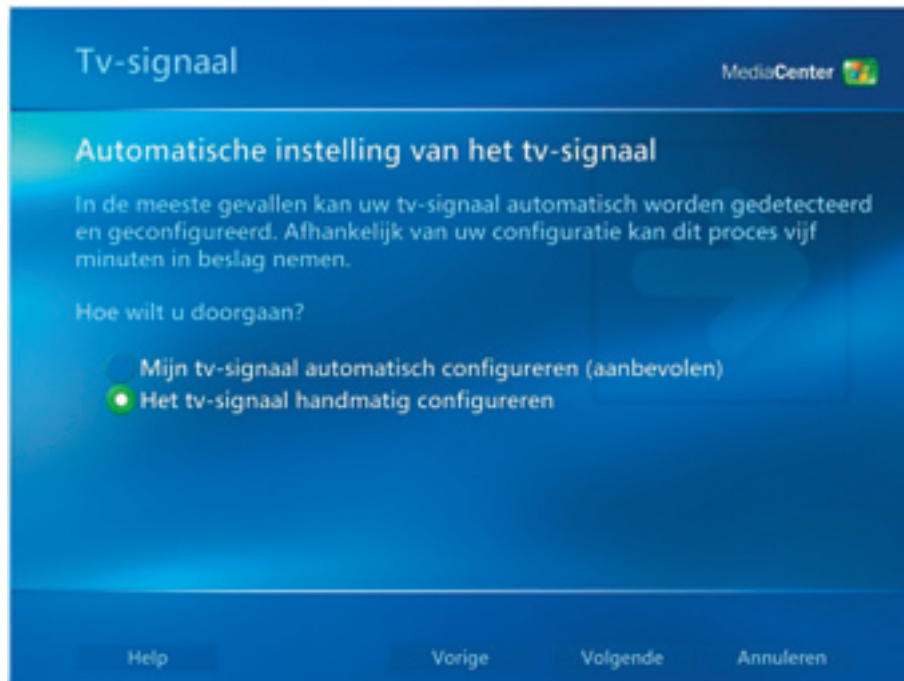 Tv-signaal
MediaCenter
Automatische instelling van het tv-signaal
In de meeste gevallen kan uw tv-signaal automatisch worden gedetecteerd
en geconfigureerd. Afhankelijk van uw configuratie kan dit proces vijf
minuten in beslag nemen.
Hoe wilt u doorgaan?
Mijn tv-signaal automatisch configureren (aanbevolen)
Het tv-signaal handmatig configureren
Help Vorige Volgende Annuleren